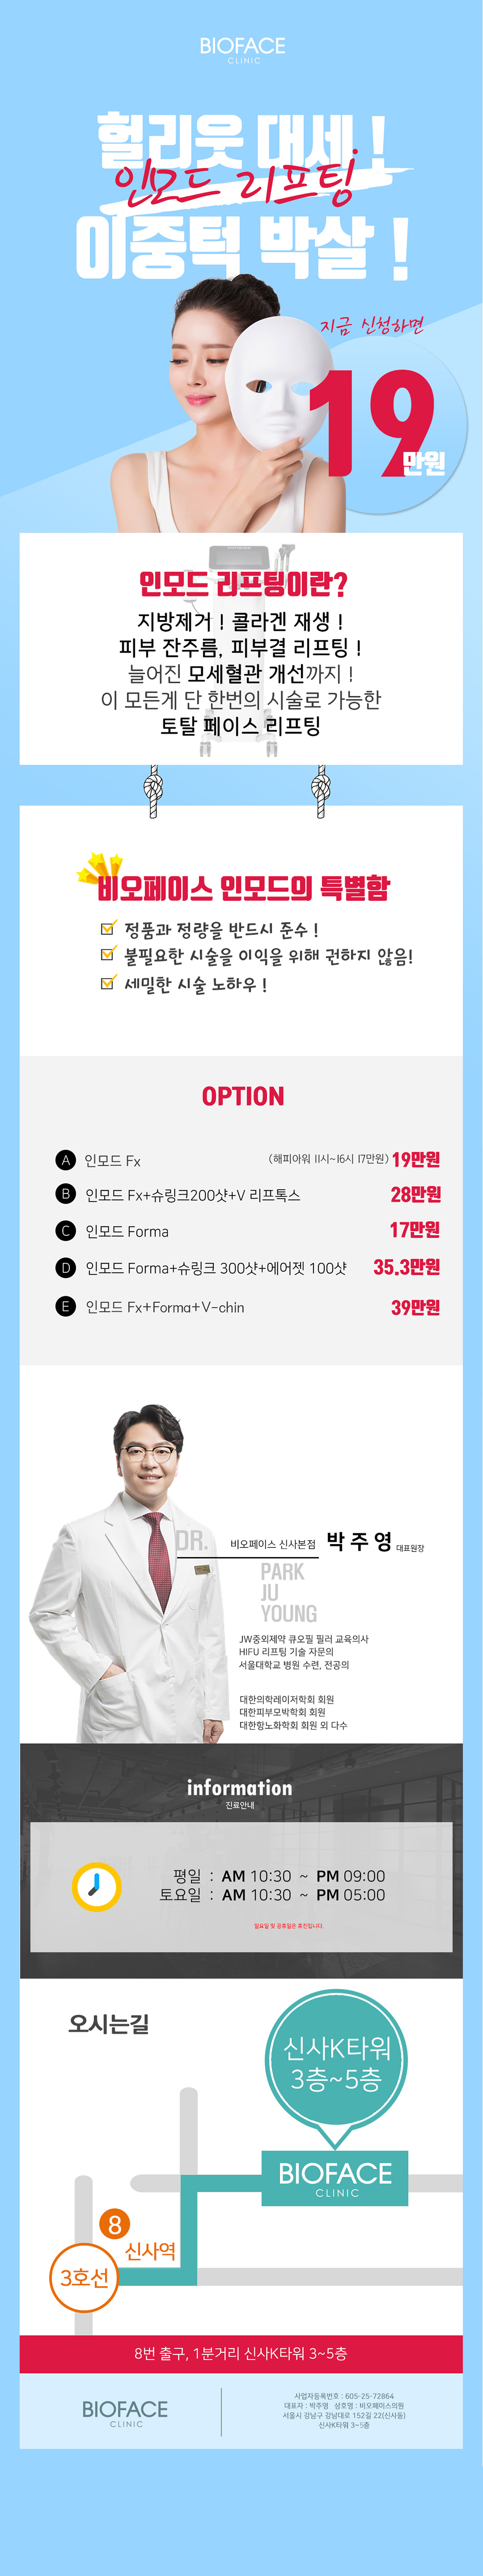 BIOFACE
CLINIC
헐리웃 대세 !
인모드 리프팅
이중턱 박살 !
지금 신청하면
19만원
인모드 리프팅이란?
지방제거 ! 콜라겐 재생 !
피부 잔주름, 피부결 리프팅 !
늘어진 모세혈관 개선까지 !
이 모든게 단 한번의 시술로 가능한
토탈 페이스 리프팅
비오페이스 인모드의 특별함
정품과 정량을 반드시 준수 !
불필요한 시술을 이익을 위해 권하지 않음!
세밀한 시술 노하우 !
OPTION
A 인모드 Fx (해피아워 11시~16시 17만원) 19만원
B 인모드 Fx+슈링크200샷+V 리프톡스 28만원
C 인모드 Forma 17만원
D 인모드 Forma+슈링크 300샷+에어젯 100샷 35.3만원
E 인모드 Fx+Forma+V-chin 39만원
DR. 비오페이스 신사본점 박 주 영 대표원장
PARK
JU
YOUNG
JW중외제약 큐오필 필러 교육의사
HIFU 리프팅 기술 자문의
서울대학교 병원 수련, 전공의
대한의학레이저학회 회원
대한피부모박학회 회원
대한항노화학회 회원 외 다수
information
진료안내
평일 : AM 10:30 ~ PM 09:00
토요일 : AM 10:30 ~ PM 05:00
일요일 및 공휴일은 휴진입니다.
오시는길
신사K타워
3층~5층
BIOFACE
CLINIC
8
신사역
3호선
8번 출구, 1분거리 신사K타워 3~5층
BIOFACE
CLINIC
사업자등록번호 : 605-25-72864
대표자 : 박주영 상호명 : 비오페이스의원
서울시 강남구 강남대로 152길 22(신사동)
신사K타워 3~5층